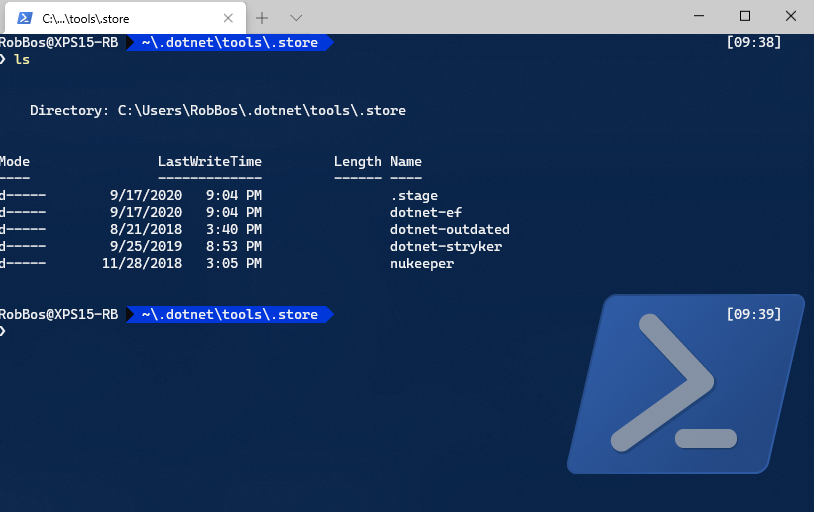 C:\...\tools\.store
RobBos@XPS15-RB ~\.dotnet\tools\.store [09:38]
❯ ls
Directory: C:\Users\RobBos\.dotnet\tools\.store
Mode LastWriteTime Length Name
---- ------------- ------ ----
d----- 9/17/2020 9:04 PM .stage
d----- 9/17/2020 9:04 PM dotnet-ef
d----- 8/21/2018 3:40 PM dotnet-outdated
d----- 9/25/2019 8:53 PM dotnet-stryker
d----- 11/28/2018 3:05 PM nukeeper
RobBos@XPS15-RB ~\.dotnet\tools\.store [09:39]
❯